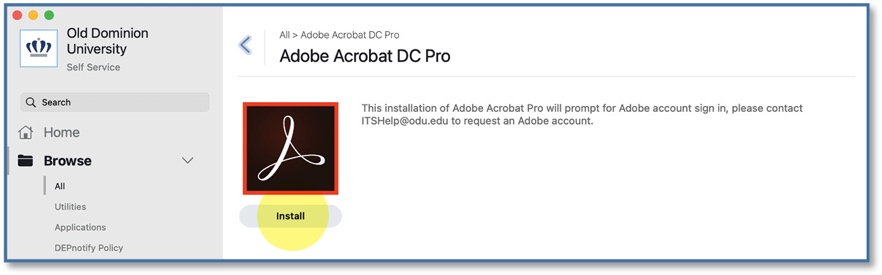 Old Dominion
University
Self Service
Search
Home
Browse
All
Utilities
Applications
DEPnotify Policy
All > Adobe Acrobat DC Pro
Adobe Acrobat DC Pro
This installation of Adobe Acrobat Pro will prompt for Adobe account sign in, please contact
ITSHelp@odu.edu to request an Adobe account.
Install